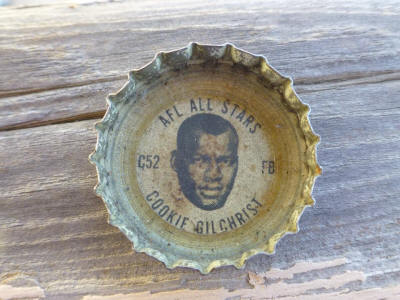 AFL ALL STARS
C52
FB
COOKIE GILCHRIST